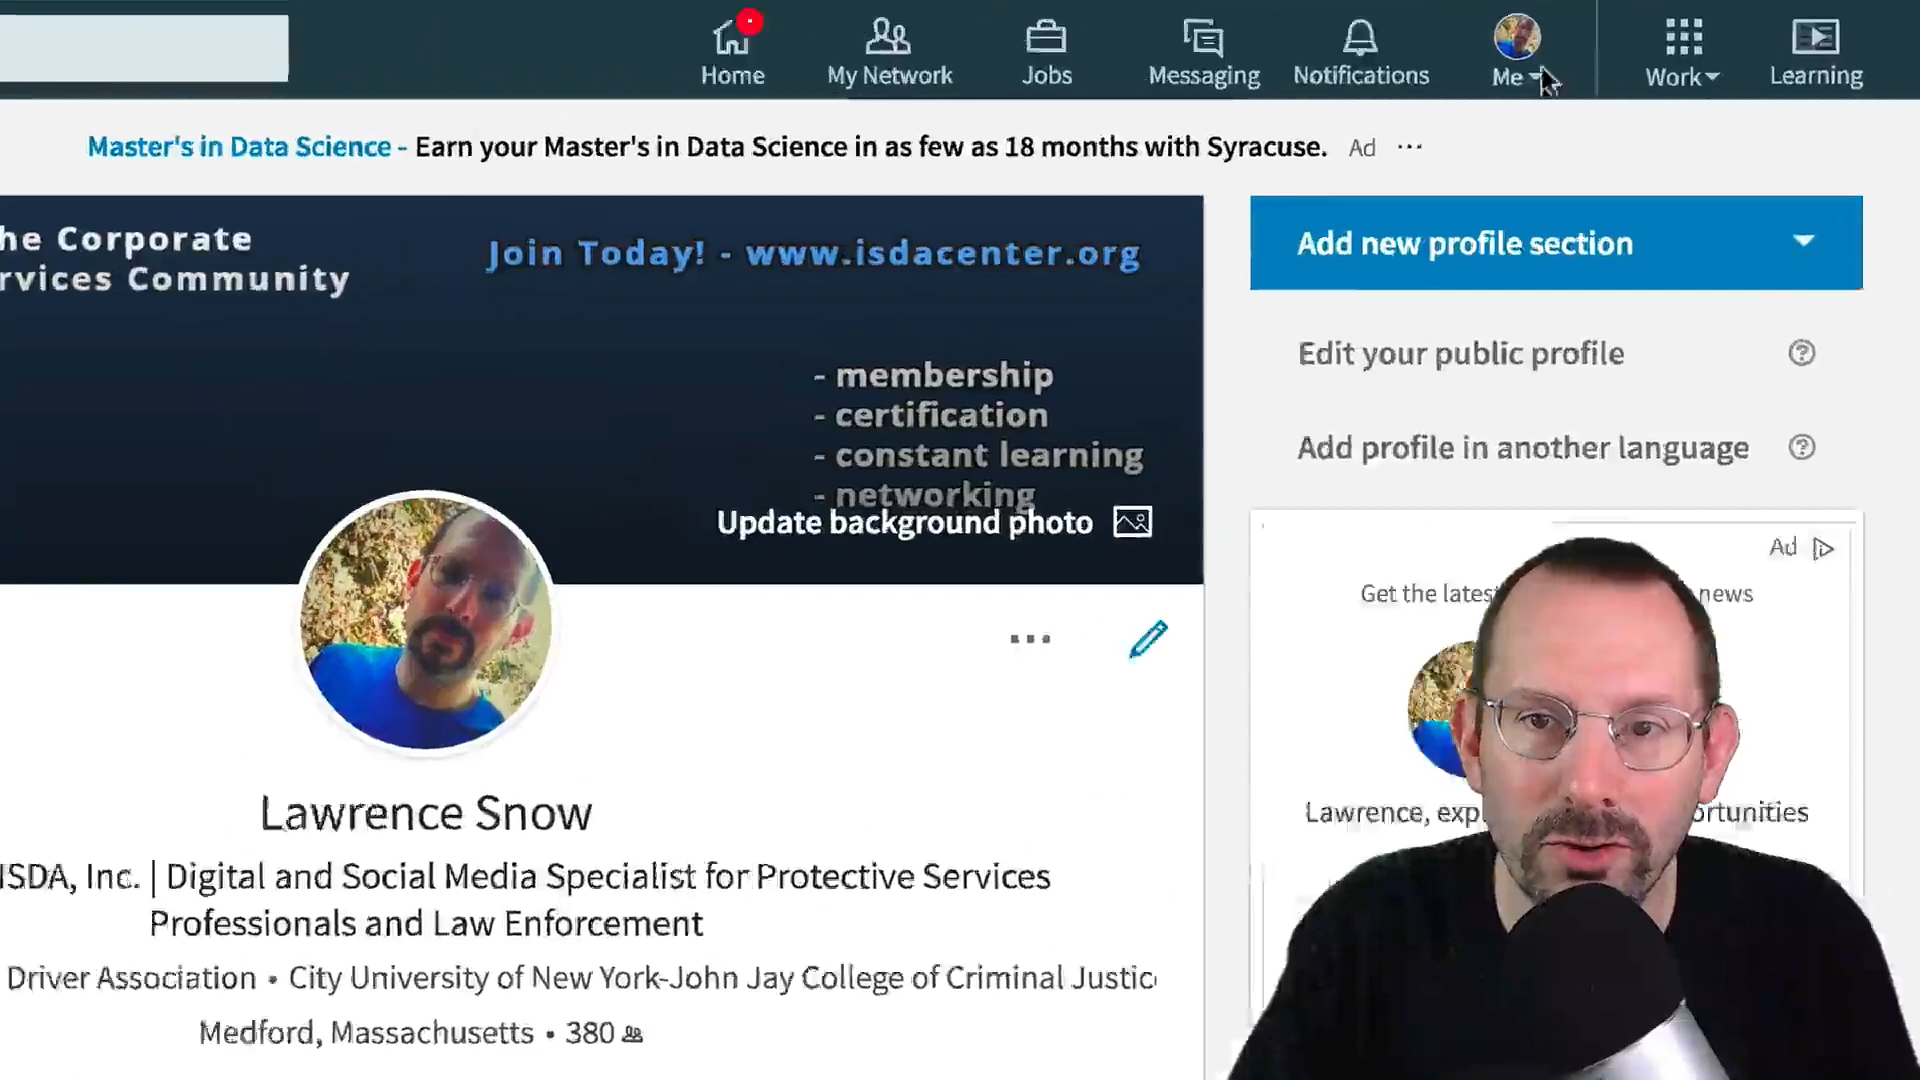 Home
My Network
Jobs
Messaging
Notifications
Me
Work
Learning
Master's in Data Science - Earn your Master's in Data Science in as few as 18 months with Syracuse. Ad ...
he Corporate
rvices Community
Join Today! - www.isdacenter.org
- membership
- certification
- constant learning
- networking
Update background photo
Add new profile section
Edit your public profile
Add profile in another language
Ad
Get the latest news
Lawrence, exp ortunities
Lawrence Snow
ISDA, Inc. | Digital and Social Media Specialist for Protective Services
Professionals and Law Enforcement
Driver Association • City University of New York-John Jay College of Criminal Justic
Medford, Massachusetts • 380